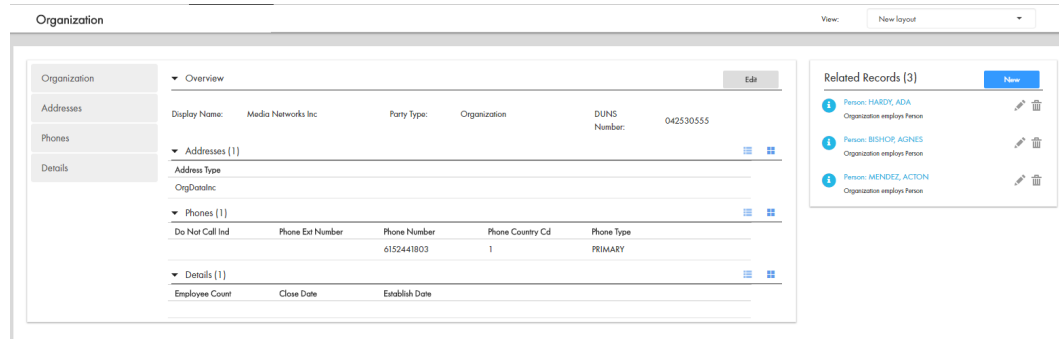 Organization
View: New layout
Organization
Addresses
Phones
Details
Overview
Edit
Display Name: Media Networks Inc Party Type: Organization DUNS Number: 042530555
Addresses (1)
Address Type
OrgDataInc
Phones (1)
Do Not Call Ind Phone Ext Number Phone Number Phone Country Cd Phone Type
6152441803 1 PRIMARY
Details (1)
Employee Count Close Date Establish Date
Related Records (3)
New
Person: HARDY, ADA
Organization employs Person
Person: BISHOP, AGNES
Organization employs Person
Person: MENDEZ, ACTON
Organization employs Person